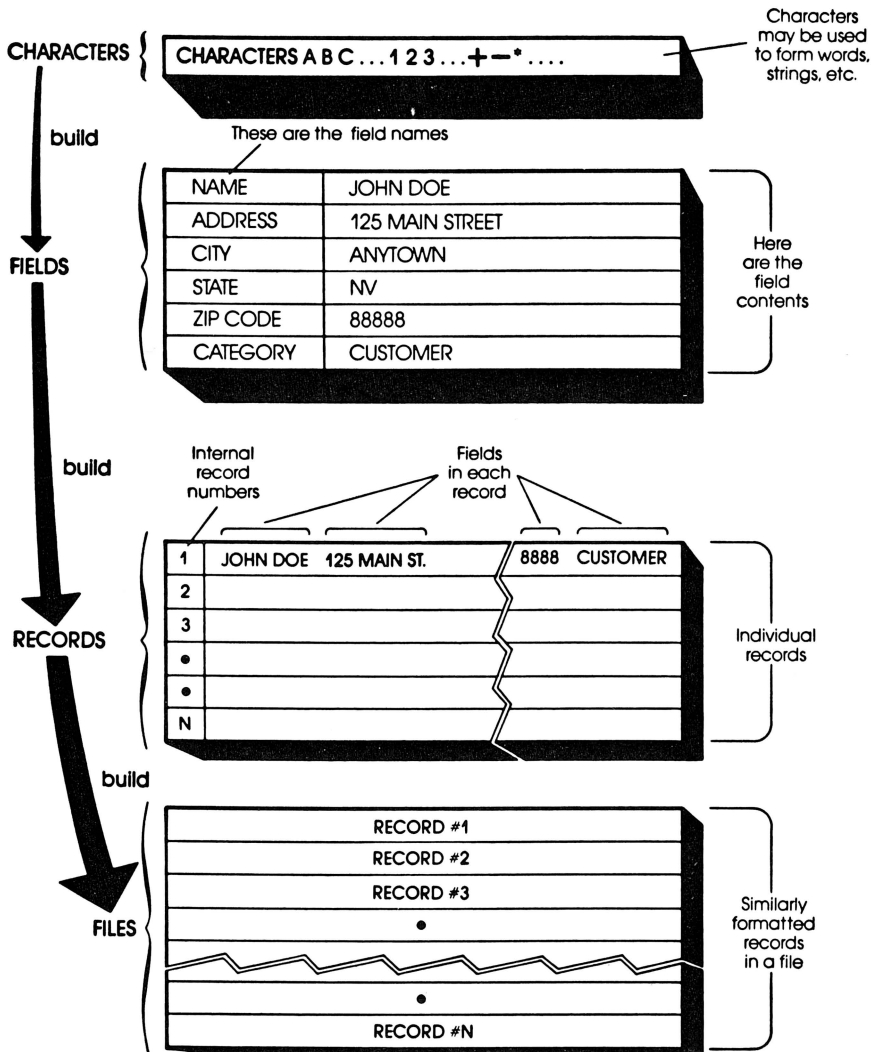 Characters
may be used
to form words,
strings, etc.
CHARACTERS
CHARACTERS A B C . . . 1 2 3 . . . + − * . . . .
build
These are the field names
FIELDS
NAME JOHN DOE
ADDRESS 125 MAIN STREET
CITY ANYTOWN
STATE NV
ZIP CODE 88888
CATEGORY CUSTOMER
Here
are the
field
contents
build
Internal
record
numbers
Fields
in each
record
RECORDS
1 JOHN DOE 125 MAIN ST. 8888 CUSTOMER
2
3
●
●
N
Individual
records
build
FILES
RECORD #1
RECORD #2
RECORD #3
●
●
RECORD #N
Similarly
formatted
records
in a file